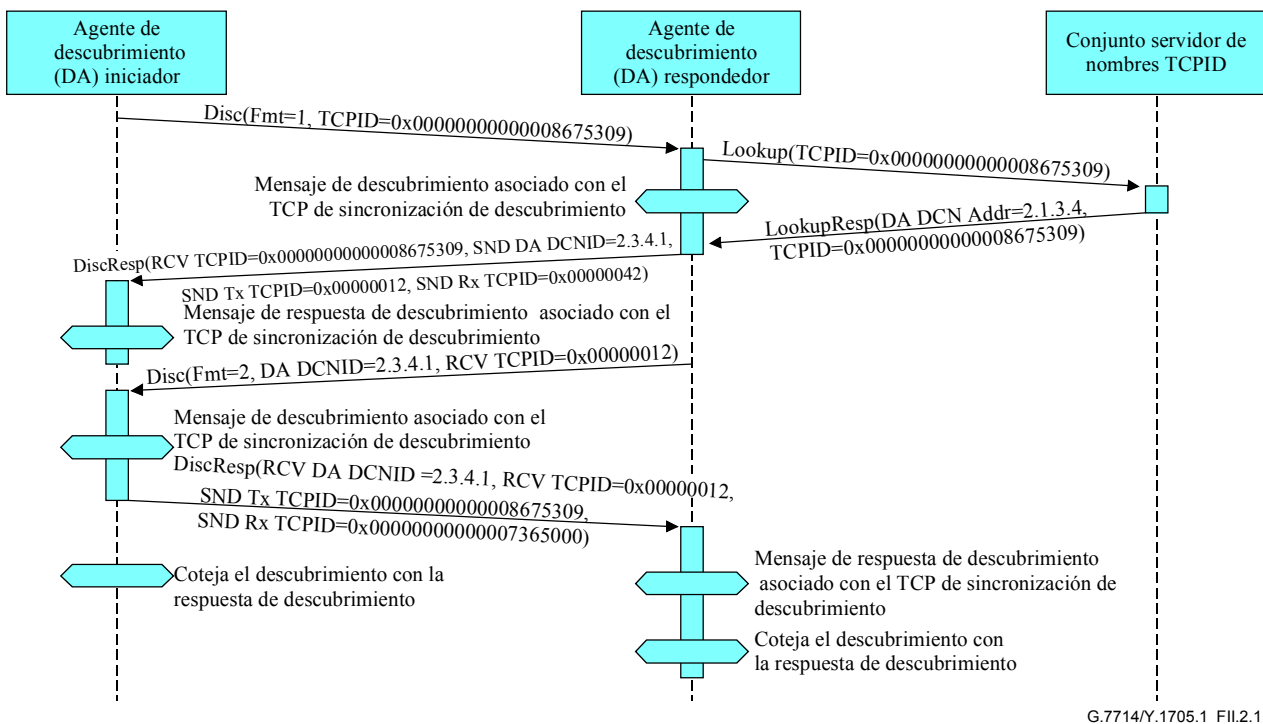 Agente de
descubrimiento
(DA) iniciador
Agente de
descubrimiento
(DA) respondedor
Conjunto servidor de
nombres TCPID
Disc(Fmt=1, TCPID=0x00000000000008675309)
Lookup(TCPID=0x00000000000008675309)
Mensaje de descubrimiento asociado con el
TCP de sincronización de descubrimiento
LookupResp(DA DCN Addr=2.1.3.4,
TCPID=0x00000000000008675309)
DiscResp(RCV TCPID=0x00000000000008675309, SND DA DCNID=2.3.4.1,
SND Tx TCPID=0x00000012, SND Rx TCPID=0x00000042)
Mensaje de respuesta de descubrimiento asociado con el
TCP de sincronización de descubrimiento
Disc(Fmt=2, DA DCNID=2.3.4.1, RCV TCPID=0x00000012)
Mensaje de descubrimiento asociado con el
TCP de sincronización de descubrimiento
DiscResp(RCV DA DCNID =2.3.4.1, RCV TCPID=0x00000012,
SND Tx TCPID=0x00000000000008675309,
SND Rx TCPID=0x00000000000007365000)
Coteja el descubrimiento con la
respuesta de descubrimiento
Mensaje de respuesta de descubrimiento
asociado con el TCP de sincronización de
descubrimiento
Coteja el descubrimiento con
la respuesta de descubrimiento
G.7714/Y.1705.1_FII.2.1